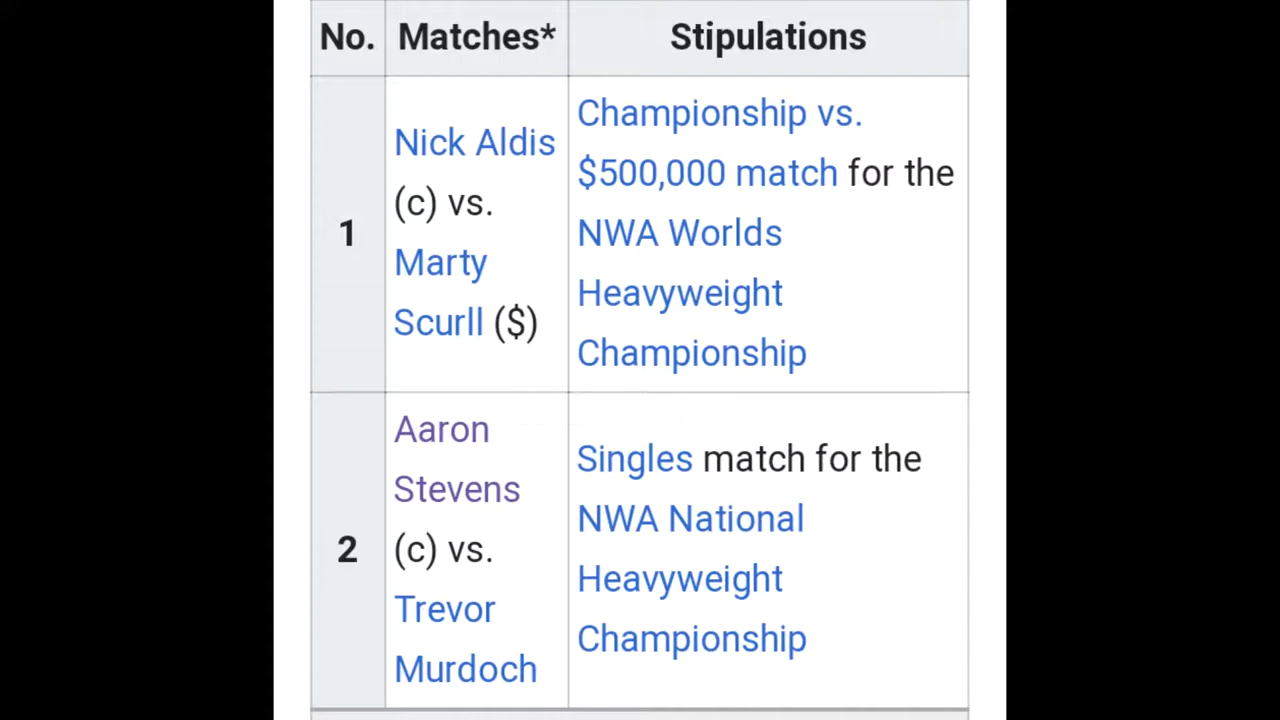 No. Matches* Stipulations
1
Nick Aldis
(c) vs.
Marty
Scurll ($)
Championship vs.
$500,000 match for the
NWA Worlds
Heavyweight
Championship
2
Aaron
Stevens
(c) vs.
Trevor
Murdoch
Singles match for the
NWA National
Heavyweight
Championship